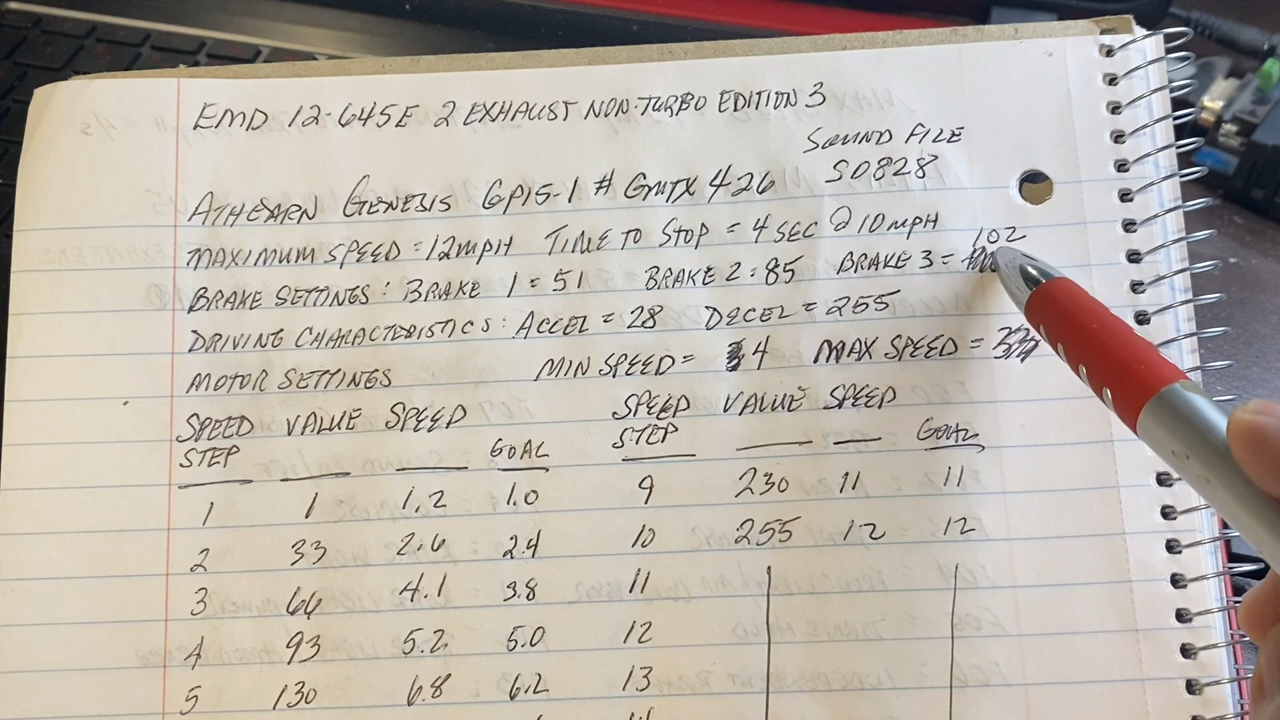 EMD 12-645E 2 EXHAUST NON-TURBO EDITION 3
SOUND FILE
ATHEARN GENESIS GP15-1 # GMTX 426 S0828
MAXIMUM SPEED = 12MPH TIME TO STOP = 4 SEC @ 10 MPH
102
BRAKE SETTINGS: BRAKE 1 = 51 BRAKE 2 = 85 BRAKE 3 =
DRIVING CHARACTERISTICS: ACCEL = 28 DECEL = 255
MOTOR SETTINGS MIN SPEED = 4 MAX SPEED =
SPEED VALUE SPEED SPEED VALUE SPEED
STEP GOAL STEP GOAL
1 1 1.2 1.0 9 230 11 11
2 33 2.6 2.4 10 255 12 12
3 66 4.1 3.8 11
4 93 5.2 5.0 12
5 130 6.8 6.2 13